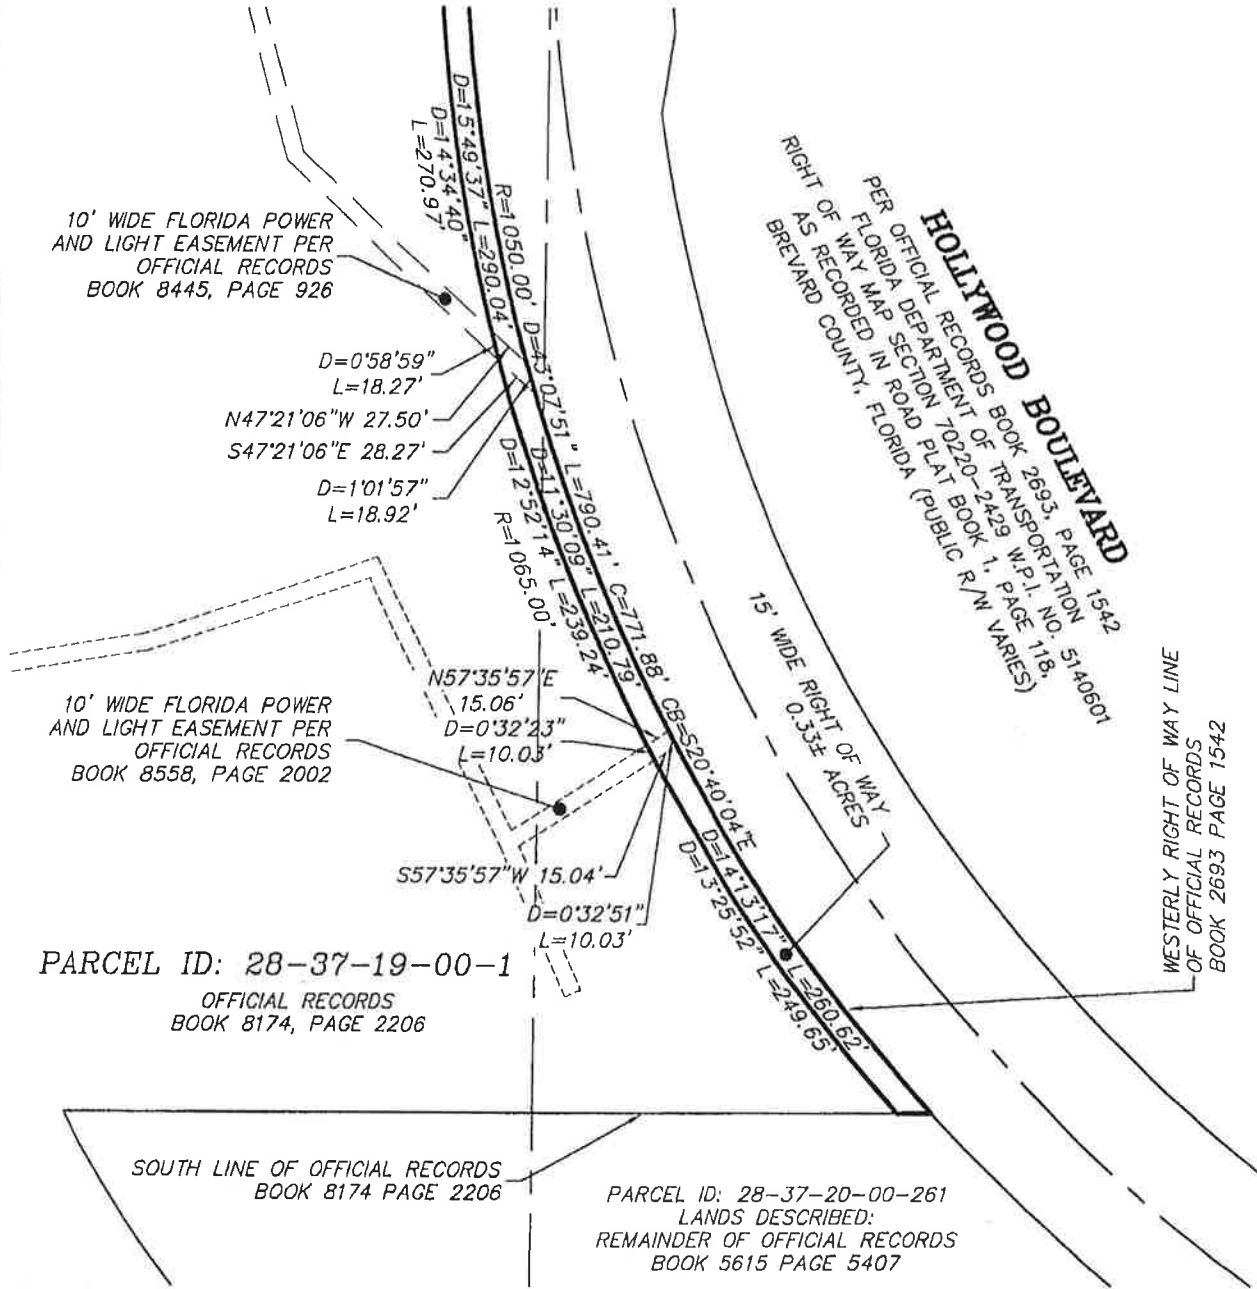 D=15°49'37" L=290.04'
D=14°34'40"
L=270.97'
R=1050.00' D=43°07'51" L=790.41' C=771.88' CB=S20°40'04"E
10' WIDE FLORIDA POWER
AND LIGHT EASEMENT PER
OFFICIAL RECORDS
BOOK 8445, PAGE 926
D=0°58'59"
L=18.27'
N47°21'06"W 27.50'
S47°21'06"E 28.27'
D=1°01'57"
L=18.92'
D=11°30'09" L=210.79'
D=12°52'14" L=239.24'
R=1065.00'
HOLLYWOOD BOULEVARD
PER OFFICIAL RECORDS BOOK 2693, PAGE 1542
FLORIDA DEPARTMENT OF TRANSPORTATION
RIGHT OF WAY MAP SECTION 70220-2429 W.P.I. NO. 5140601
AS RECORDED IN ROAD PLAT BOOK 1, PAGE 118,
BREVARD COUNTY, FLORIDA (PUBLIC R/W VARIES)
15' WIDE RIGHT OF WAY
0.33± ACRES
10' WIDE FLORIDA POWER
AND LIGHT EASEMENT PER
OFFICIAL RECORDS
BOOK 8558, PAGE 2002
N57°35'57"E
15.06'
D=0°32'23"
L=10.03'
S57°35'57"W 15.04'
D=0°32'51"
L=10.03'
D=14°13'17" L=260.62'
D=13°25'52" L=249.65'
WESTERLY RIGHT OF WAY LINE
OF OFFICIAL RECORDS
BOOK 2693 PAGE 1542
PARCEL ID: 28-37-19-00-1
OFFICIAL RECORDS
BOOK 8174, PAGE 2206
SOUTH LINE OF OFFICIAL RECORDS
BOOK 8174 PAGE 2206
PARCEL ID: 28-37-20-00-261
LANDS DESCRIBED:
REMAINDER OF OFFICIAL RECORDS
BOOK 5615 PAGE 5407